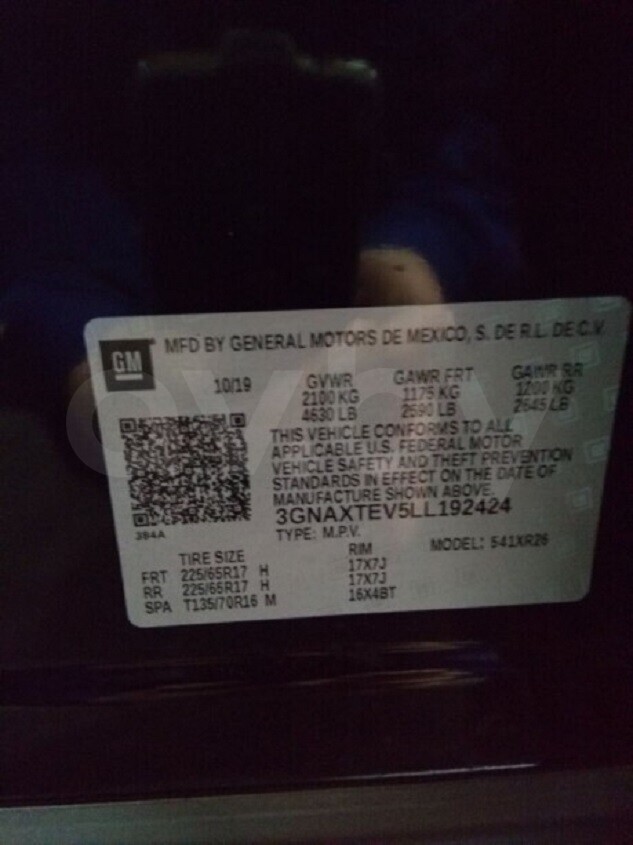 GM
MFD BY GENERAL MOTORS DE MEXICO, S. DE R.L. DE C.V.
10/19 GVWR GAWR FRT GAWR RR
2100 KG 1175 KG 1200 KG
4630 LB 2590 LB 2645 LB
THIS VEHICLE CONFORMS TO ALL
APPLICABLE U.S. FEDERAL MOTOR
VEHICLE SAFETY AND THEFT PREVENTION
STANDARDS IN EFFECT ON THE DATE OF
MANUFACTURE SHOWN ABOVE.
3GNAXTEV5LL192424
394A
TYPE: M.P.V. MODEL: 541XR26
TIRE SIZE RIM
FRT 225/65R17 H 17X7J
RR 225/65R17 H 17X7J
SPA T135/70R16 M 16X4BT